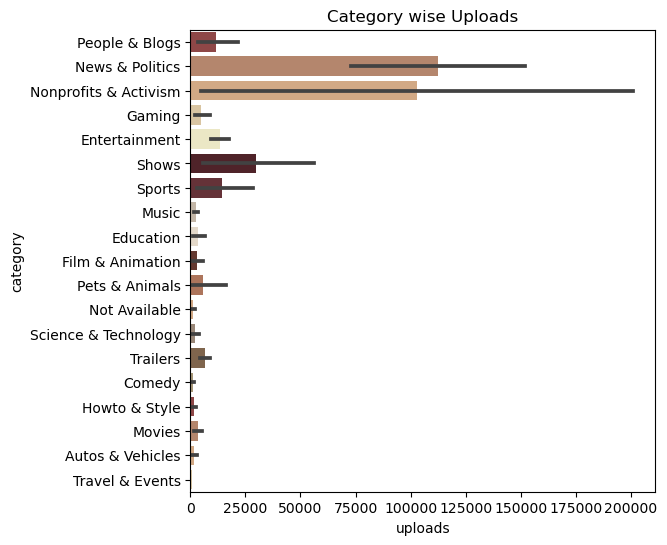 Category wise Uploads
category
People & Blogs
News & Politics
Nonprofits & Activism
Gaming
Entertainment
Shows
Sports
Music
Education
Film & Animation
Pets & Animals
Not Available
Science & Technology
Trailers
Comedy
Howto & Style
Movies
Autos & Vehicles
Travel & Events
0 25000 50000 75000 100000 125000 150000 175000 200000
uploads